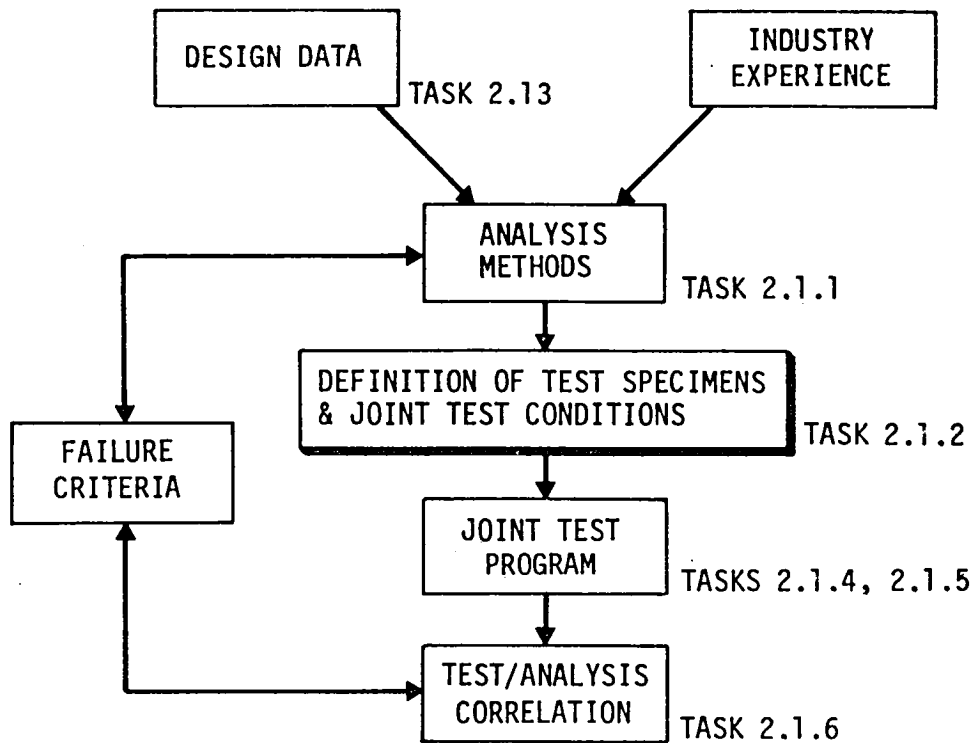 DESIGN DATA
TASK 2.13
INDUSTRY
EXPERIENCE
ANALYSIS
METHODS
TASK 2.1.1
DEFINITION OF TEST SPECIMENS
& JOINT TEST CONDITIONS
TASK 2.1.2
FAILURE
CRITERIA
JOINT TEST
PROGRAM
TASKS 2.1.4, 2.1.5
TEST/ANALYSIS
CORRELATION
TASK 2.1.6